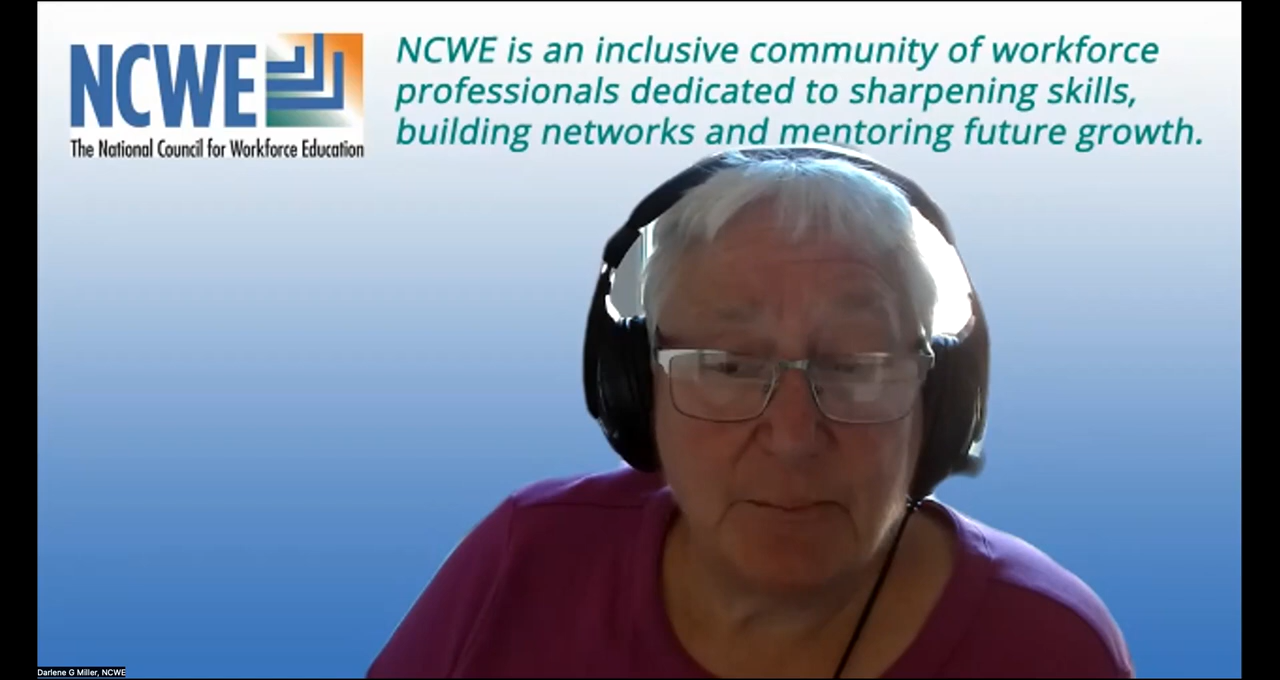 NCWE
The National Council for Workforce Education
NCWE is an inclusive community of workforce
professionals dedicated to sharpening skills,
building networks and mentoring future growth.
Darlene G Miller, NCWE